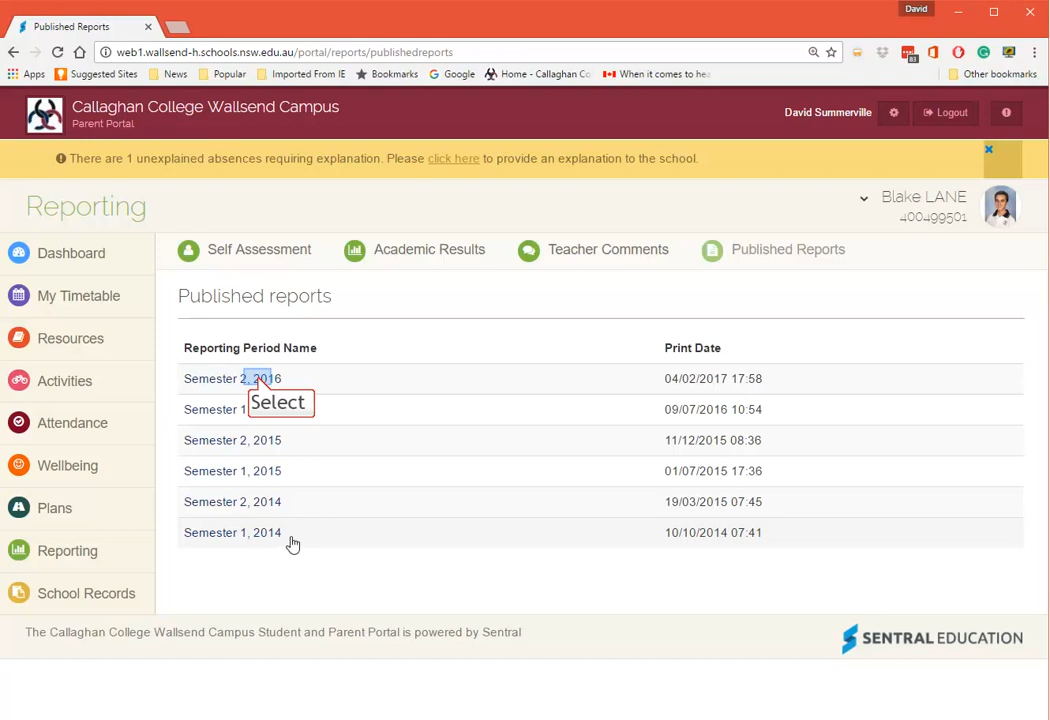 David
Published Reports
web1.wallsend-h.schools.nsw.edu.au/portal/reports/publishedreports
83
Apps Suggested Sites News Popular Imported From IE Bookmarks Google Home - Callaghan Co When it comes to hea Other bookmarks
Callaghan College Wallsend Campus
Parent Portal
David Summerville Logout
There are 1 unexplained absences requiring explanation. Please click here to provide an explanation to the school.
Reporting
Blake LANE
400499501
Dashboard
My Timetable
Resources
Activities
Attendance
Wellbeing
Plans
Reporting
School Records
Self Assessment Academic Results Teacher Comments Published Reports
Published reports
Reporting Period Name Print Date
Semester 2, 2016 04/02/2017 17:58
Select
Semester 1 09/07/2016 10:54
Semester 2, 2015 11/12/2015 08:36
Semester 1, 2015 01/07/2015 17:36
Semester 2, 2014 19/03/2015 07:45
Semester 1, 2014 10/10/2014 07:41
The Callaghan College Wallsend Campus Student and Parent Portal is powered by Sentral
SENTRAL EDUCATION